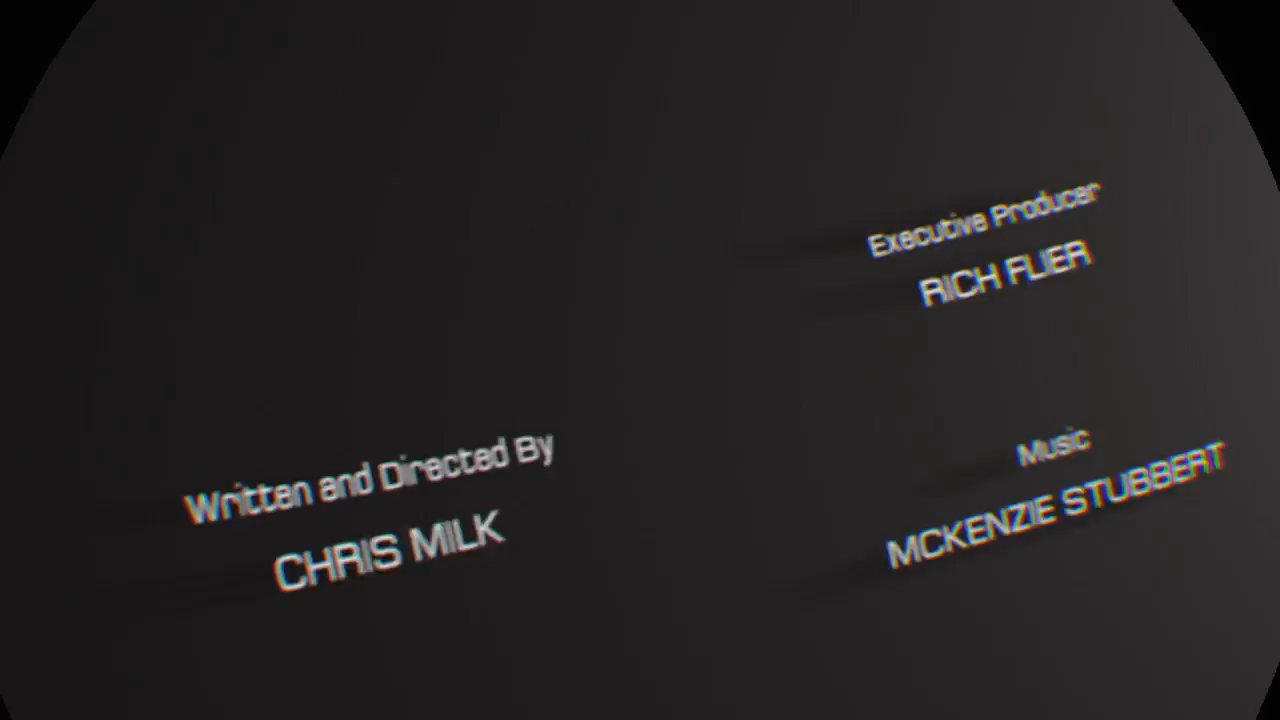 Written and Directed By
CHRIS MILK
Executive Producer
RICH FLIER
Music
MCKENZIE STUBBERT